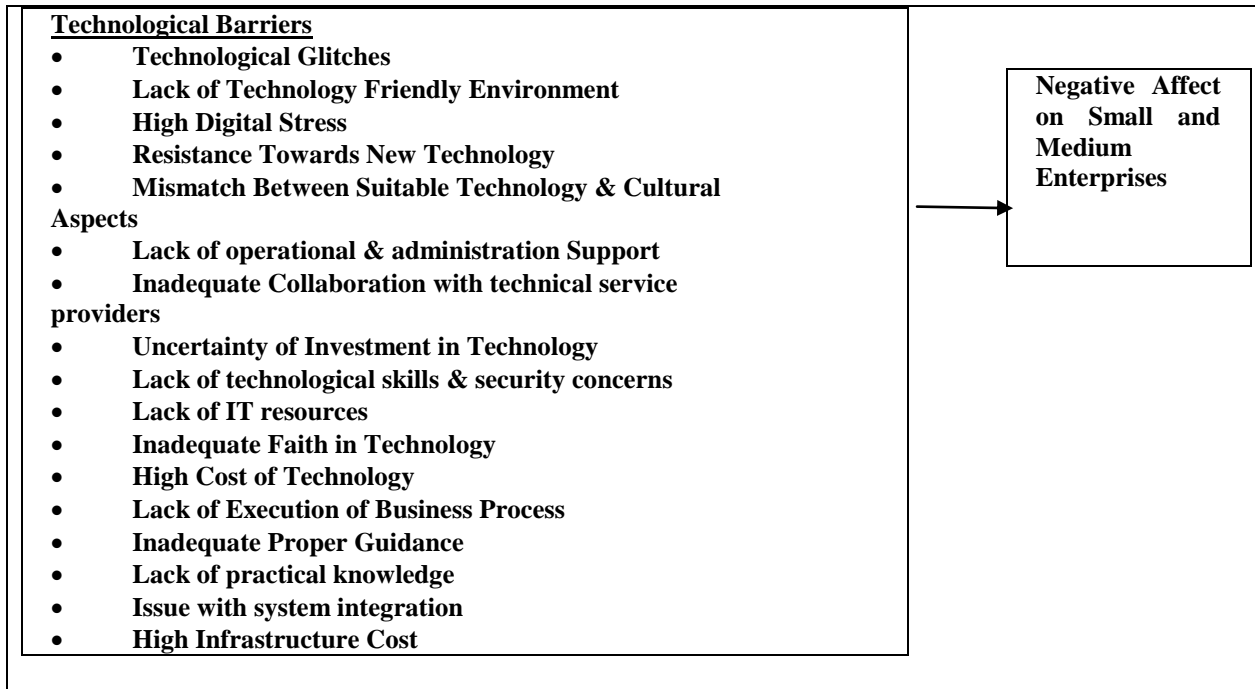 Technological Barriers
• Technological Glitches
• Lack of Technology Friendly Environment
• High Digital Stress
• Resistance Towards New Technology
• Mismatch Between Suitable Technology & Cultural
Aspects
• Lack of operational & administration Support
• Inadequate Collaboration with technical service
providers
• Uncertainty of Investment in Technology
• Lack of technological skills & security concerns
• Lack of IT resources
• Inadequate Faith in Technology
• High Cost of Technology
• Lack of Execution of Business Process
• Inadequate Proper Guidance
• Lack of practical knowledge
• Issue with system integration
• High Infrastructure Cost
Negative Affect
on Small and
Medium
Enterprises